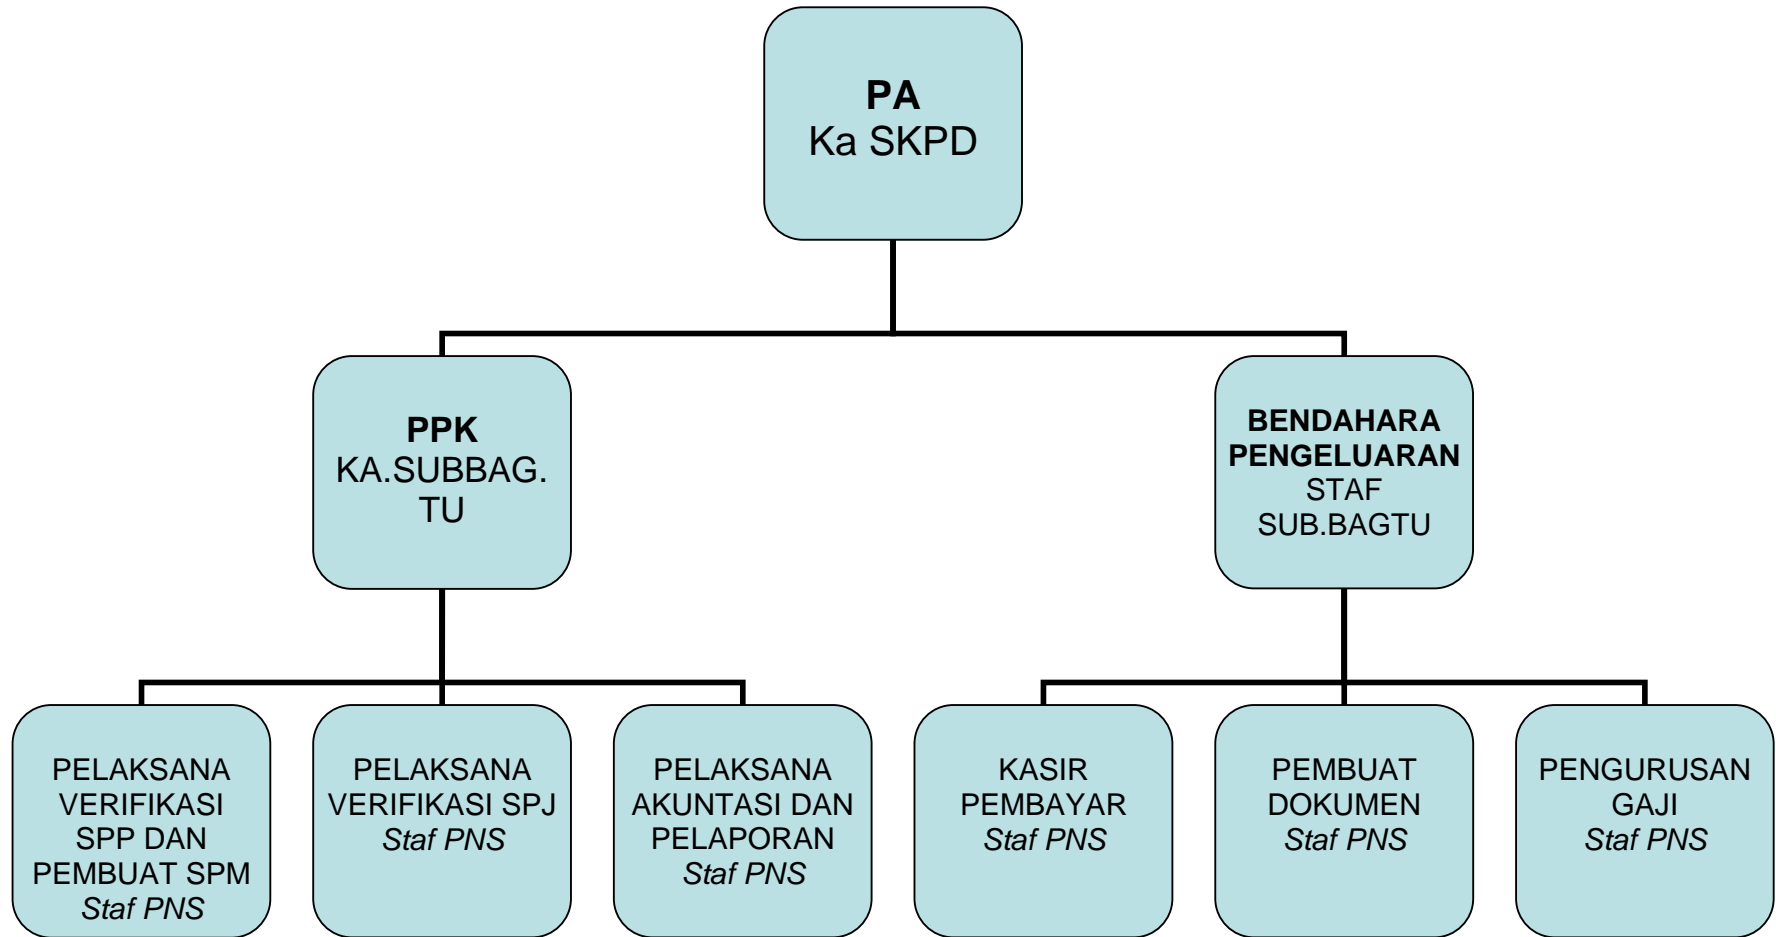 PA
Ka SKPD
PPK
KA.SUBBAG.
TU
BENDAHARA
PENGELUARAN
STAF
SUB.BAGTU
PELAKSANA
VERIFIKASI
SPP DAN
PEMBUAT SPM
Staf PNS
PELAKSANA
VERIFIKASI SPJ
Staf PNS
PELAKSANA
AKUNTASI DAN
PELAPORAN
Staf PNS
KASIR
PEMBAYAR
Staf PNS
PEMBUAT
DOKUMEN
Staf PNS
PENGURUSAN
GAJI
Staf PNS